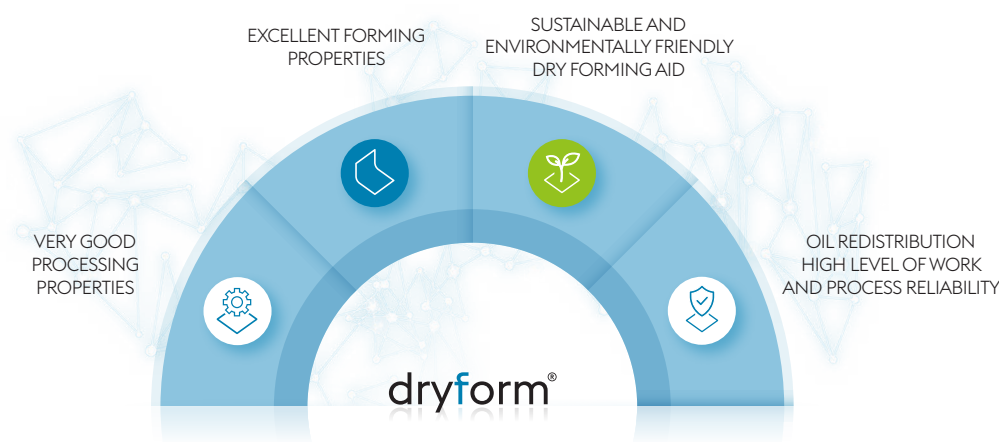 EXCELLENT FORMING
PROPERTIES
SUSTAINABLE AND
ENVIRONMENTALLY FRIENDLY
DRY FORMING AID
VERY GOOD
PROCESSING
PROPERTIES
OIL REDISTRIBUTION
HIGH LEVEL OF WORK
AND PROCESS RELIABILITY
dryform®